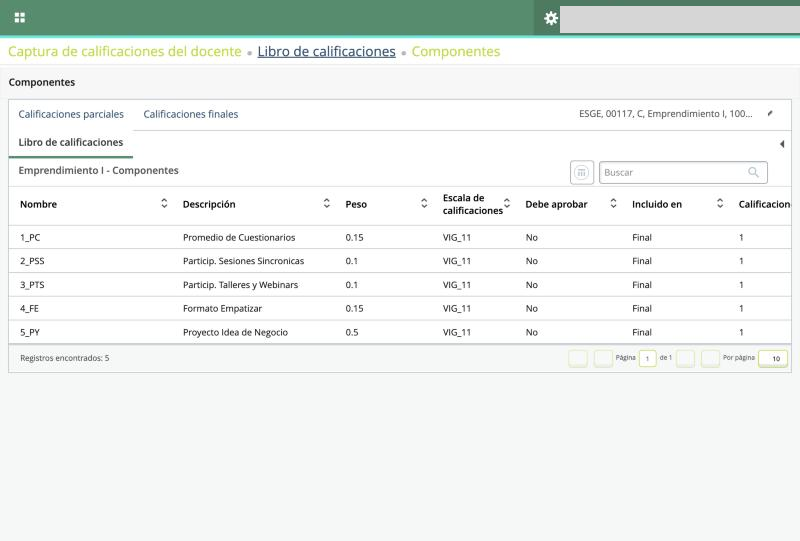 Captura de calificaciones del docente • Libro de calificaciones • Componentes
Componentes
Calificaciones parciales Calificaciones finales ESGE, 00117, C, Emprendimiento I, 100...
Libro de calificaciones
Emprendimiento I - Componentes Buscar
Nombre Descripción Peso Escala de calificaciones Debe aprobar Incluido en Calificacion
1_PC Promedio de Cuestionarios 0.15 VIG_11 No Final 1
2_PSS Particip. Sesiones Sincronicas 0.1 VIG_11 No Final 1
3_PTS Particip. Talleres y Webinars 0.1 VIG_11 No Final 1
4_FE Formato Empatizar 0.15 VIG_11 No Final 1
5_PY Proyecto Idea de Negocio 0.5 VIG_11 No Final 1
Registros encontrados: 5 Página 1 de 1 Por página 10